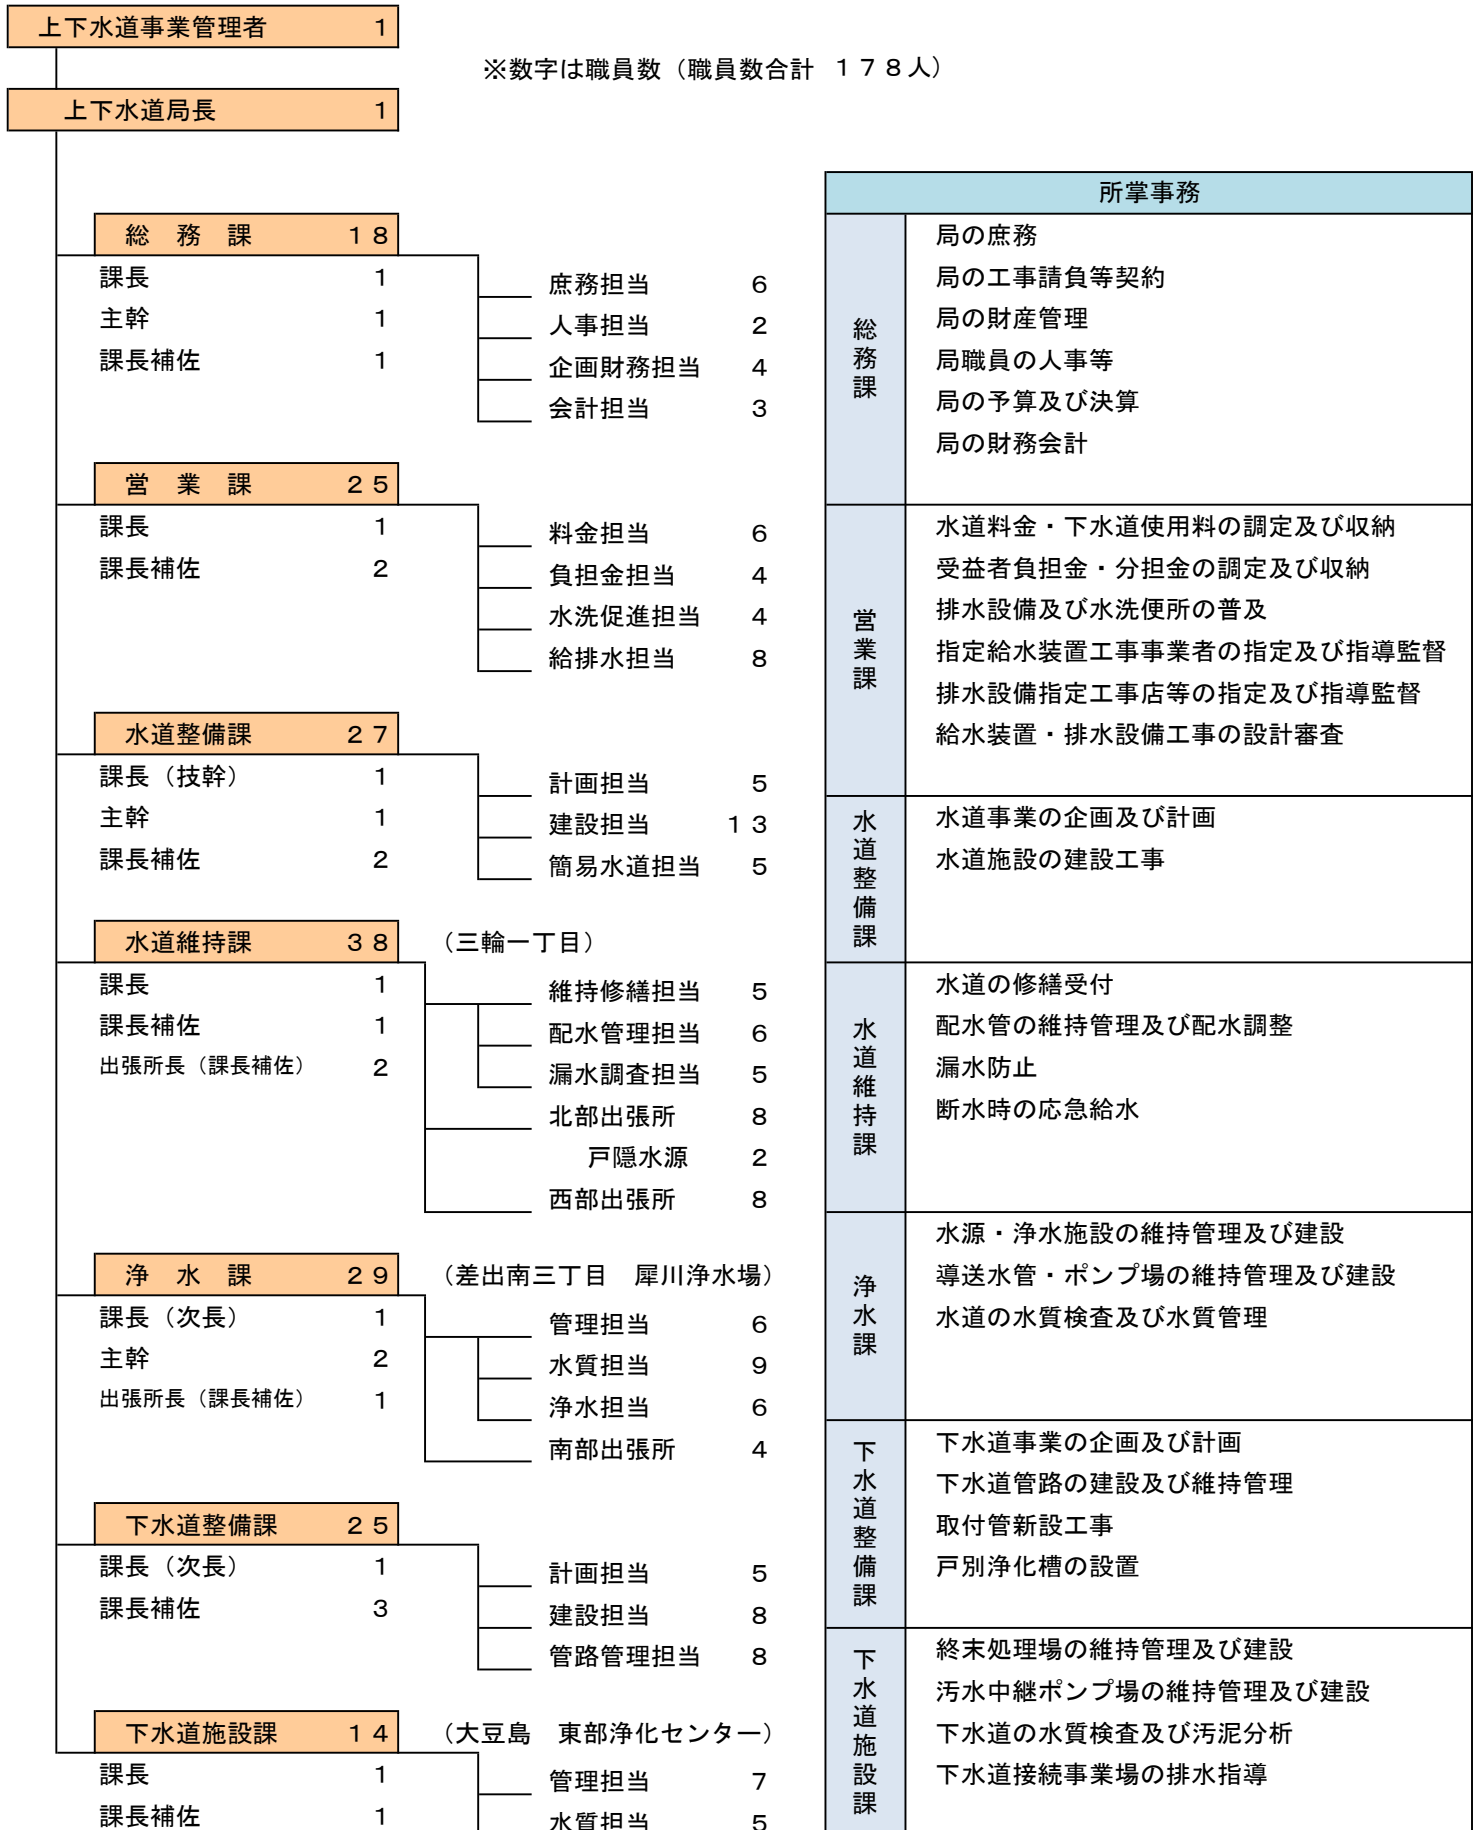 上下水道事業管理者 1
※数字は職員数（職員数合計 178人）
上下水道局長 1
総務課 18
課長 1
主幹 1
課長補佐 1
庶務担当 6
人事担当 2
企画財務担当 4
会計担当 3
営業課 25
課長 1
課長補佐 2
料金担当 6
負担金担当 4
水洗促進担当 4
給排水担当 8
水道整備課 27
課長（技幹） 1
主幹 1
課長補佐 2
計画担当 5
建設担当 13
簡易水道担当 5
水道維持課 38
（三輪一丁目）
課長 1
課長補佐 1
出張所長（課長補佐） 2
維持修繕担当 5
配水管理担当 6
漏水調査担当 5
北部出張所 8
戸隠水源 2
西部出張所 8
浄水課 29
（差出南三丁目 犀川浄水場）
課長（次長） 1
主幹 2
出張所長（課長補佐） 1
管理担当 6
水質担当 9
浄水担当 6
南部出張所 4
下水道整備課 25
課長（次長） 1
課長補佐 3
計画担当 5
建設担当 8
管路管理担当 8
下水道施設課 14
（大豆島 東部浄化センター）
課長 1
課長補佐 1
管理担当 7
水質担当 5
所掌事務
総務課
局の庶務
局の工事請負等契約
局の財産管理
局職員の人事等
局の予算及び決算
局の財務会計
営業課
水道料金・下水道使用料の調定及び収納
受益者負担金・分担金の調定及び収納
排水設備及び水洗便所の普及
指定給水装置工事事業者の指定及び指導監督
排水設備指定工事店等の指定及び指導監督
給水装置・排水設備工事の設計審査
水道整備課
水道事業の企画及び計画
水道施設の建設工事
水道維持課
水道の修繕受付
配水管の維持管理及び配水調整
漏水防止
断水時の応急給水
浄水課
水源・浄水施設の維持管理及び建設
導送水管・ポンプ場の維持管理及び建設
水道の水質検査及び水質管理
下水道整備課
下水道事業の企画及び計画
下水道管路の建設及び維持管理
取付管新設工事
戸別浄化槽の設置
下水道施設課
終末処理場の維持管理及び建設
汚水中継ポンプ場の維持管理及び建設
下水道の水質検査及び汚泥分析
下水道接続事業場の排水指導